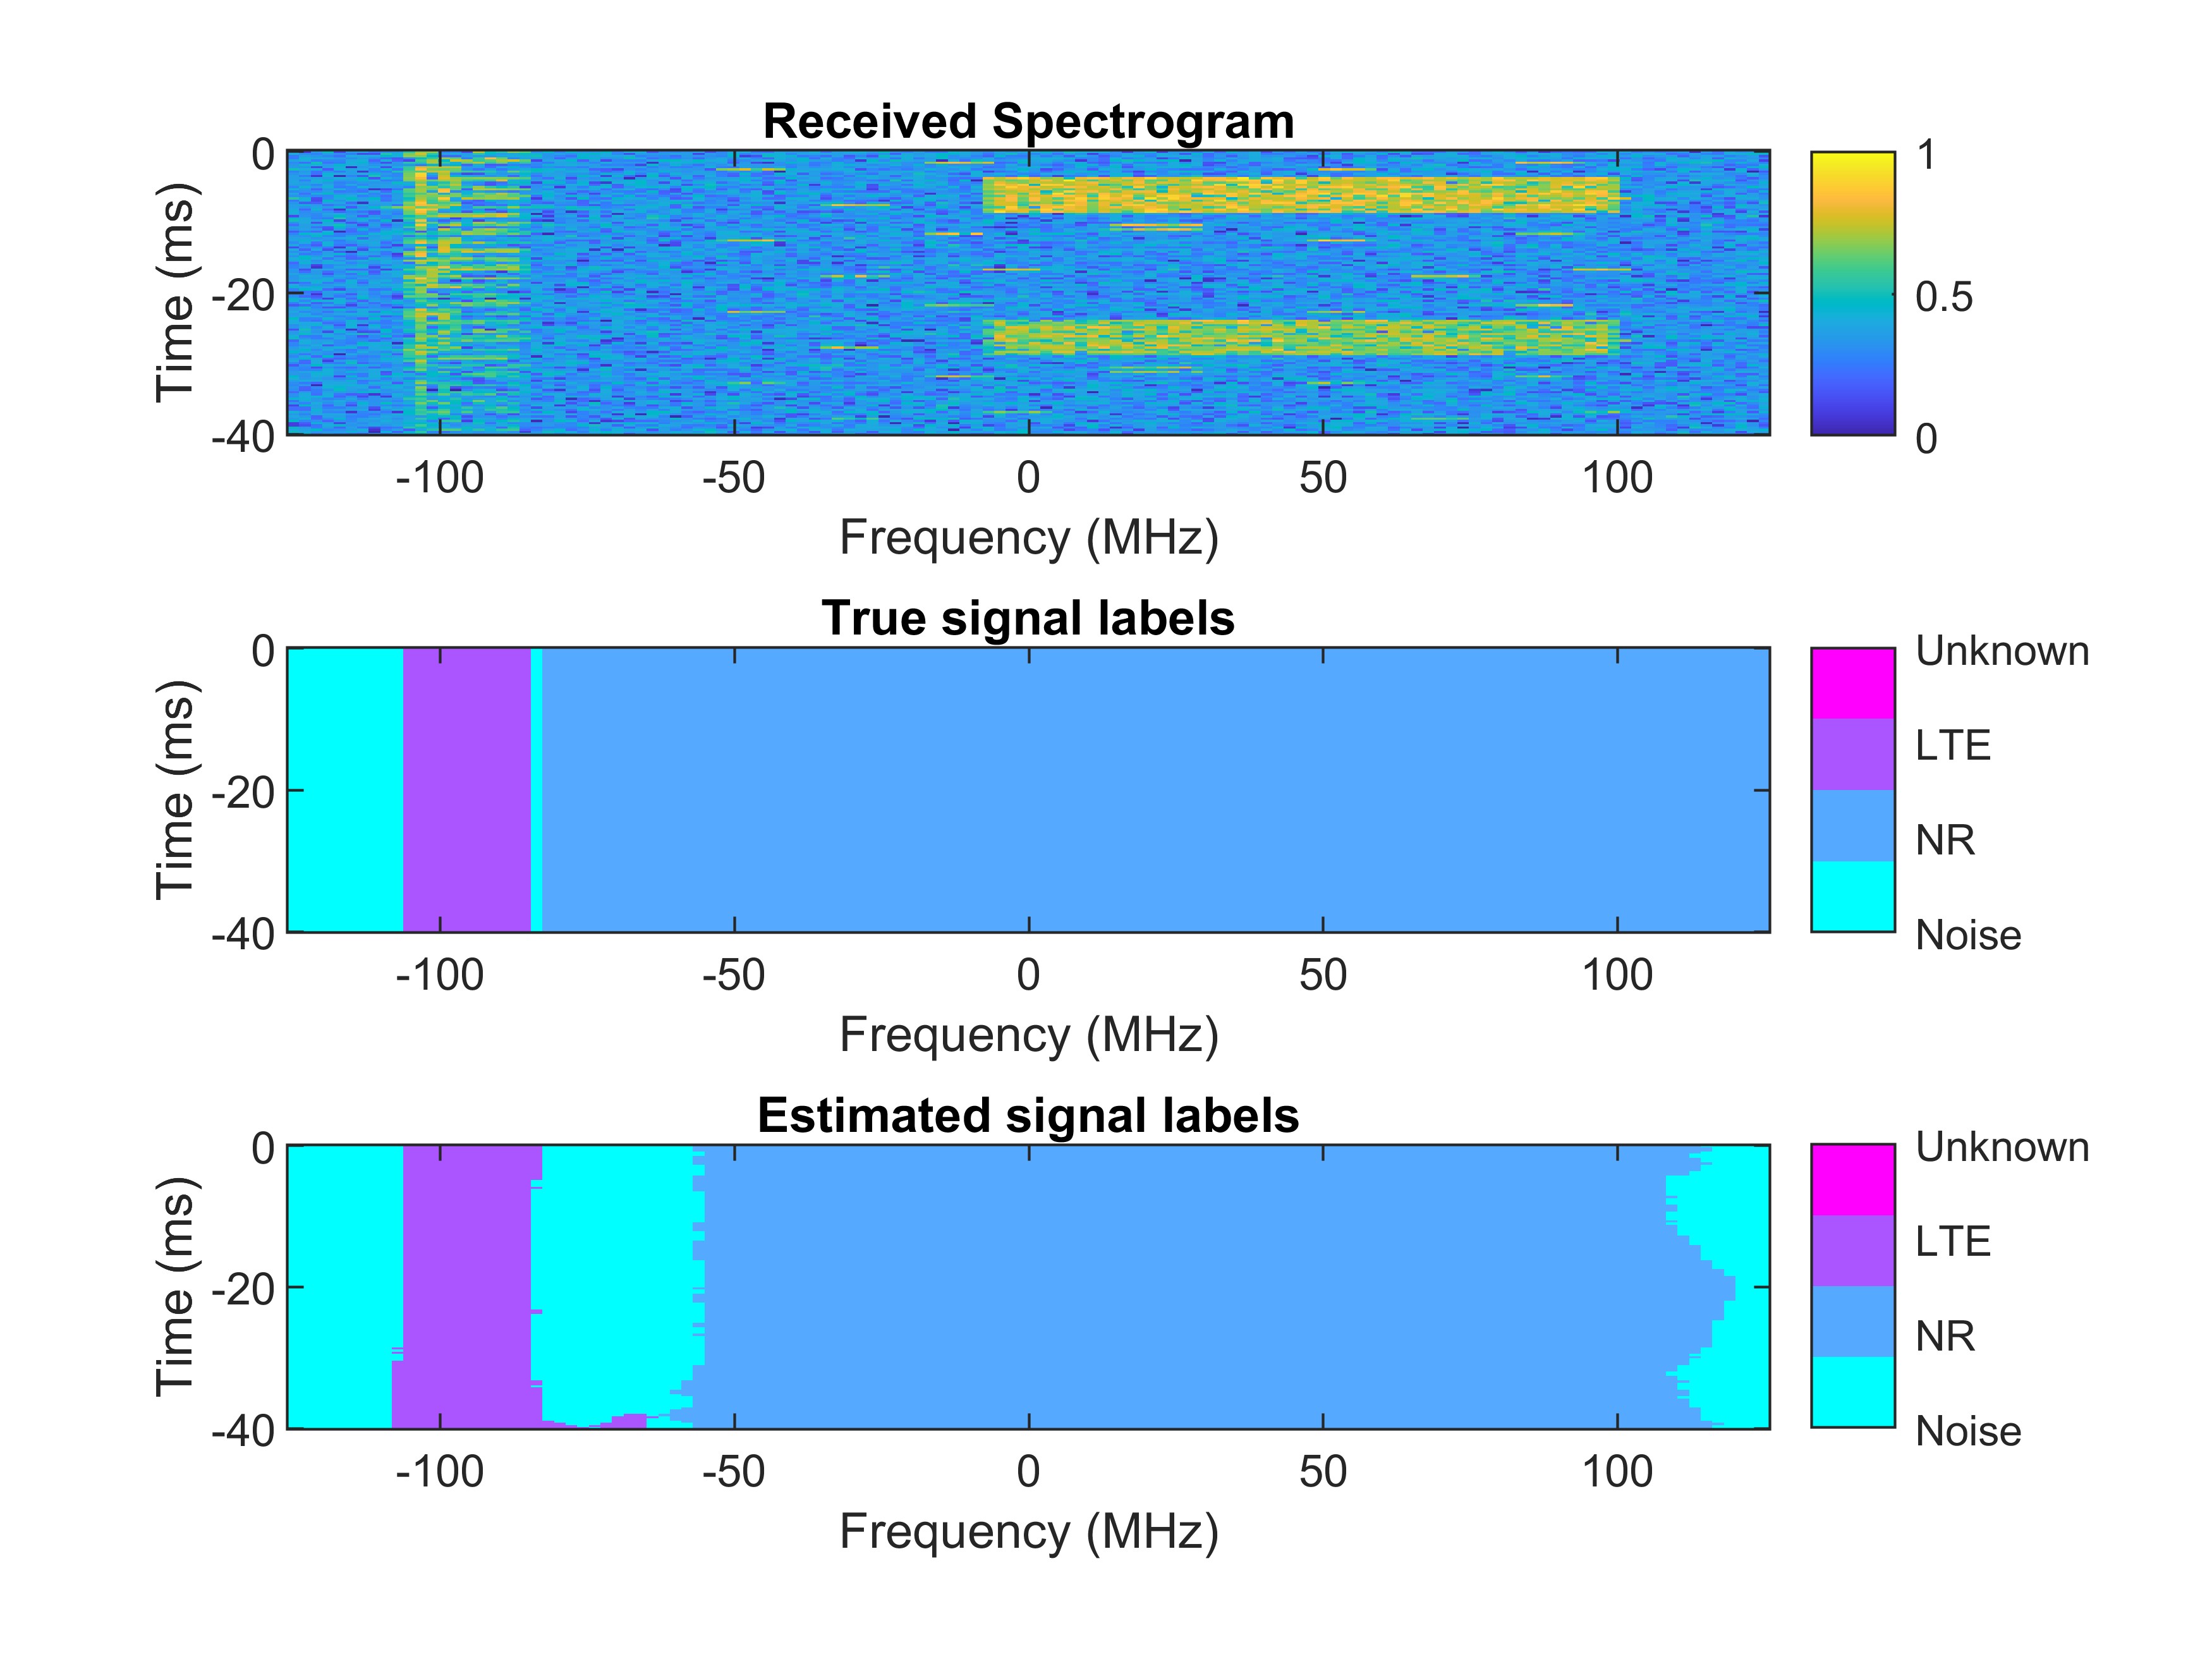 Received Spectrogram
Time (ms)
0
-20
-40
-100
-50
0
50
100
Frequency (MHz)
1
0.5
0
True signal labels
Time (ms)
0
-20
-40
-100
-50
0
50
100
Frequency (MHz)
Unknown
LTE
NR
Noise
Estimated signal labels
Time (ms)
0
-20
-40
-100
-50
0
50
100
Frequency (MHz)
Unknown
LTE
NR
Noise